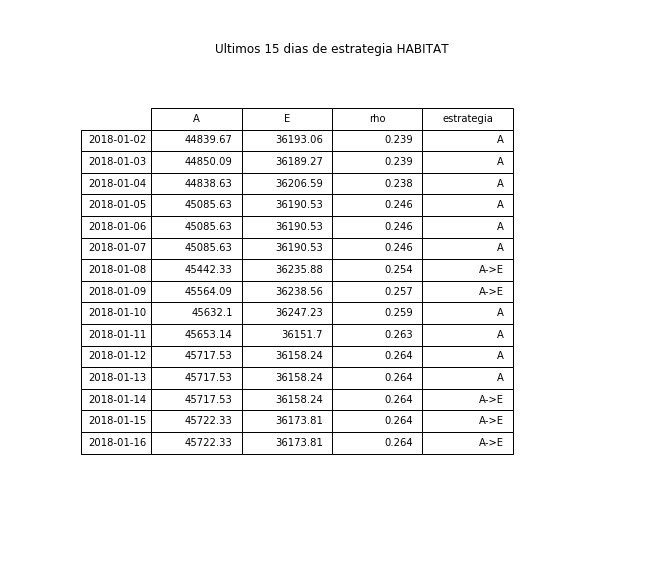 Ultimos 15 dias de estrategia HABITAT
A E rho estrategia
2018-01-02 44839.67 36193.06 0.239 A
2018-01-03 44850.09 36189.27 0.239 A
2018-01-04 44838.63 36206.59 0.238 A
2018-01-05 45085.63 36190.53 0.246 A
2018-01-06 45085.63 36190.53 0.246 A
2018-01-07 45085.63 36190.53 0.246 A
2018-01-08 45442.33 36235.88 0.254 A->E
2018-01-09 45564.09 36238.56 0.257 A->E
2018-01-10 45632.1 36247.23 0.259 A
2018-01-11 45653.14 36151.7 0.263 A
2018-01-12 45717.53 36158.24 0.264 A
2018-01-13 45717.53 36158.24 0.264 A
2018-01-14 45717.53 36158.24 0.264 A->E
2018-01-15 45722.33 36173.81 0.264 A->E
2018-01-16 45722.33 36173.81 0.264 A->E